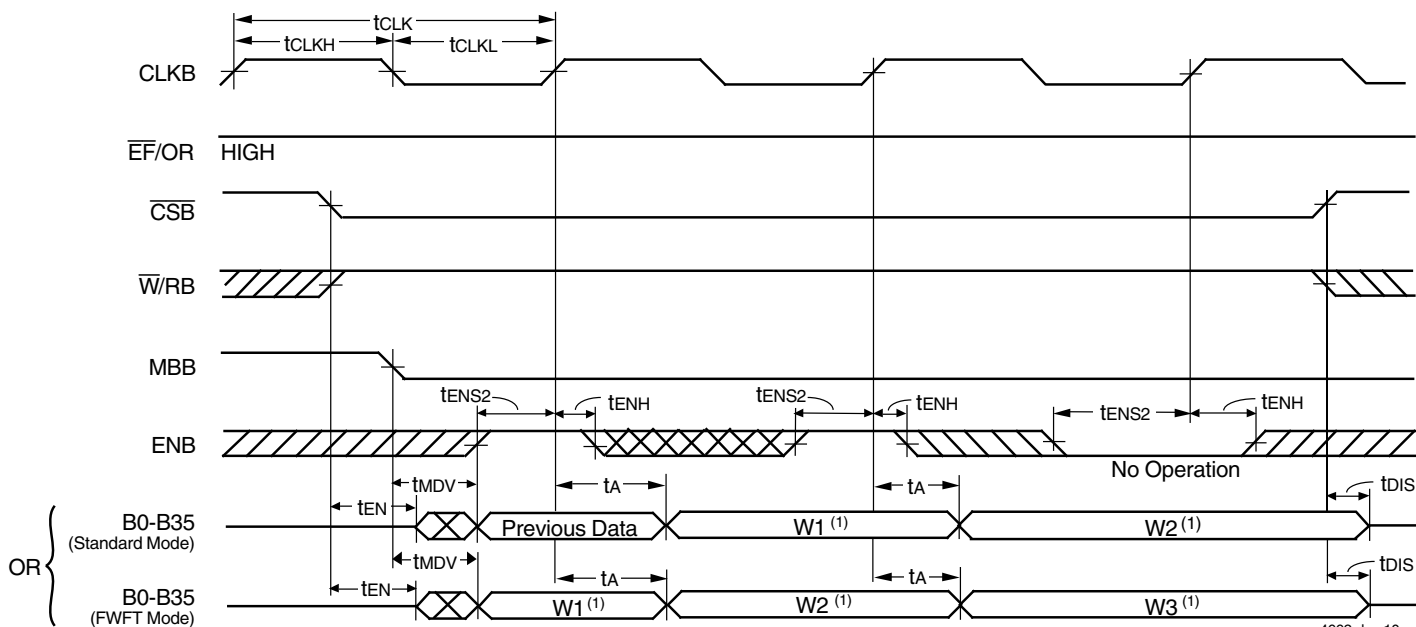 tCLK
tCLKH
tCLKL
CLKB
EF/OR
HIGH
CSB
W/RB
MBB
tENS2
tENH
tENS2
tENH
tENS2
tENH
ENB
No Operation
tMDV
tA
tA
tDIS
tEN
B0-B35
(Standard Mode)
Previous Data
W1 (1)
W2 (1)
OR
tMDV
tA
tA
tDIS
tEN
B0-B35
(FWFT Mode)
W1 (1)
W2 (1)
W3 (1)